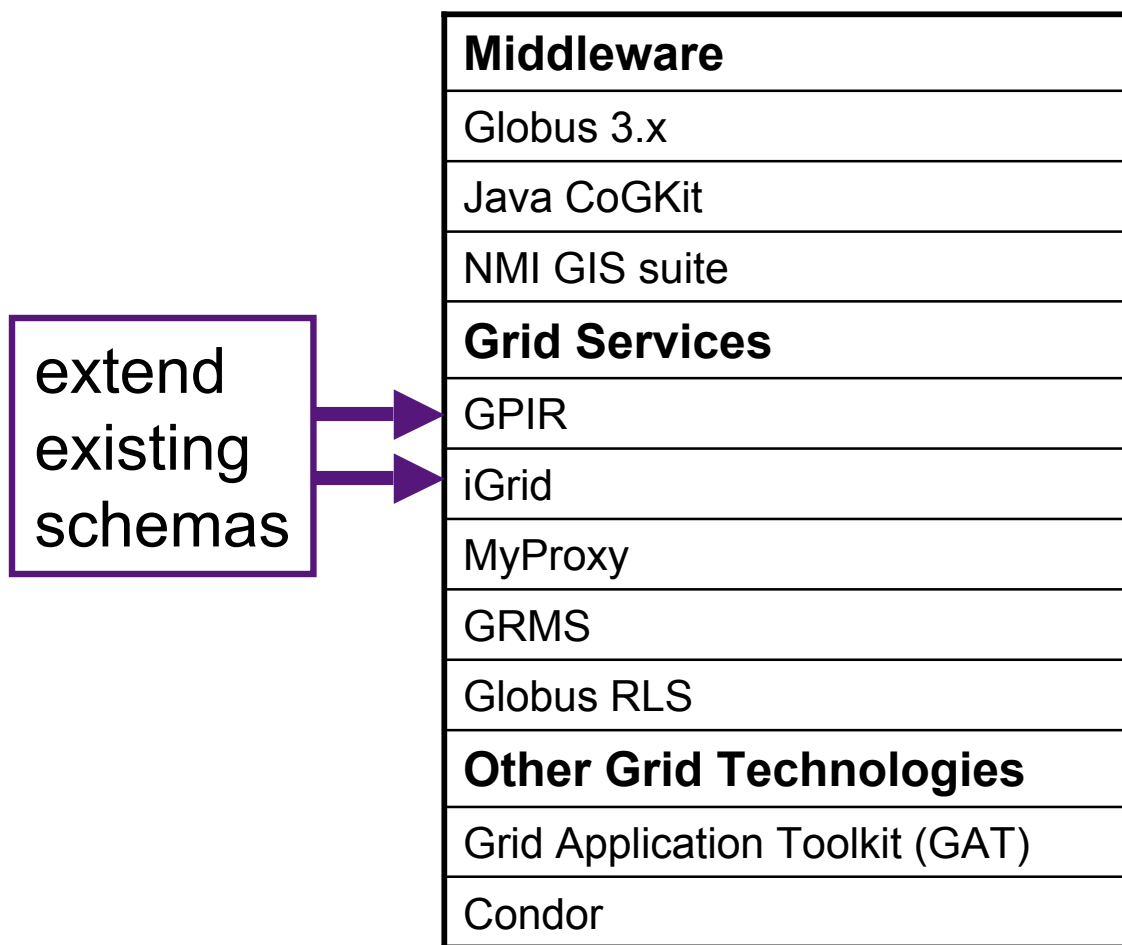 extend
existing
schemas
Middleware
Globus 3.x
Java CoGKit
NMI GIS suite
Grid Services
GPIR
iGrid
MyProxy
GRMS
Globus RLS
Other Grid Technologies
Grid Application Toolkit (GAT)
Condor